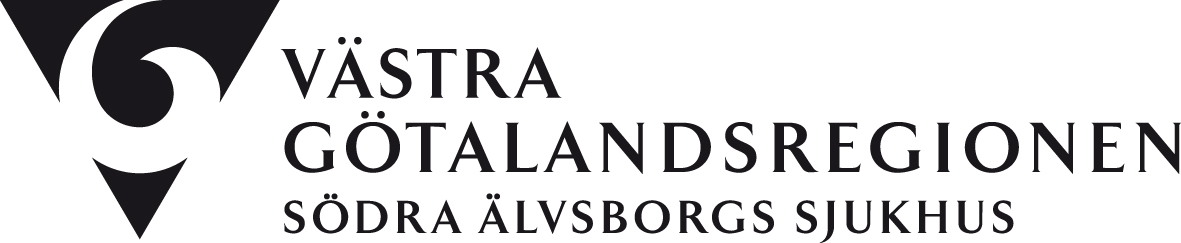 VÄSTRA
GÖTALANDSREGIONEN
SÖDRA ÄLVSBORGS SJUKHUS